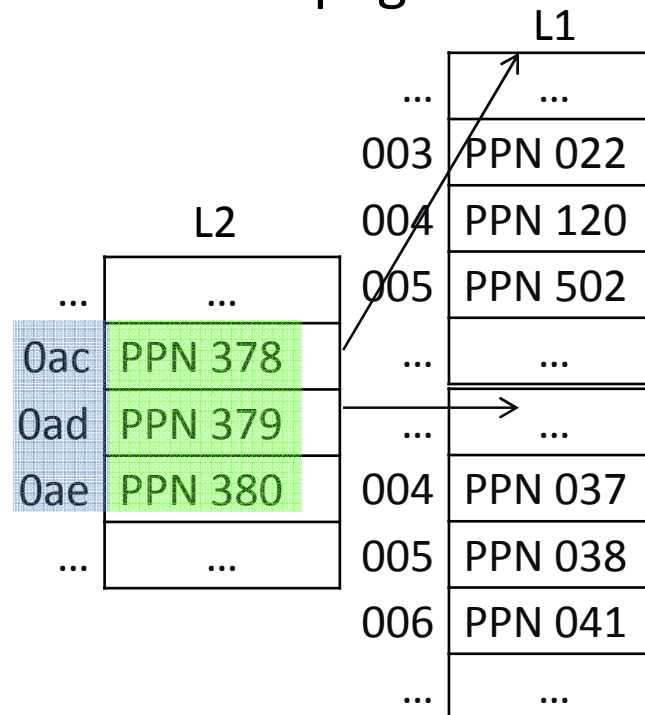 pag
L1
... ...
003 PPN 022
004 PPN 120
005 PPN 502
... ...
... ...
004 PPN 037
005 PPN 038
006 PPN 041
... ...
L2
... ...
0ac PPN 378
0ad PPN 379
0ae PPN 380
... ...